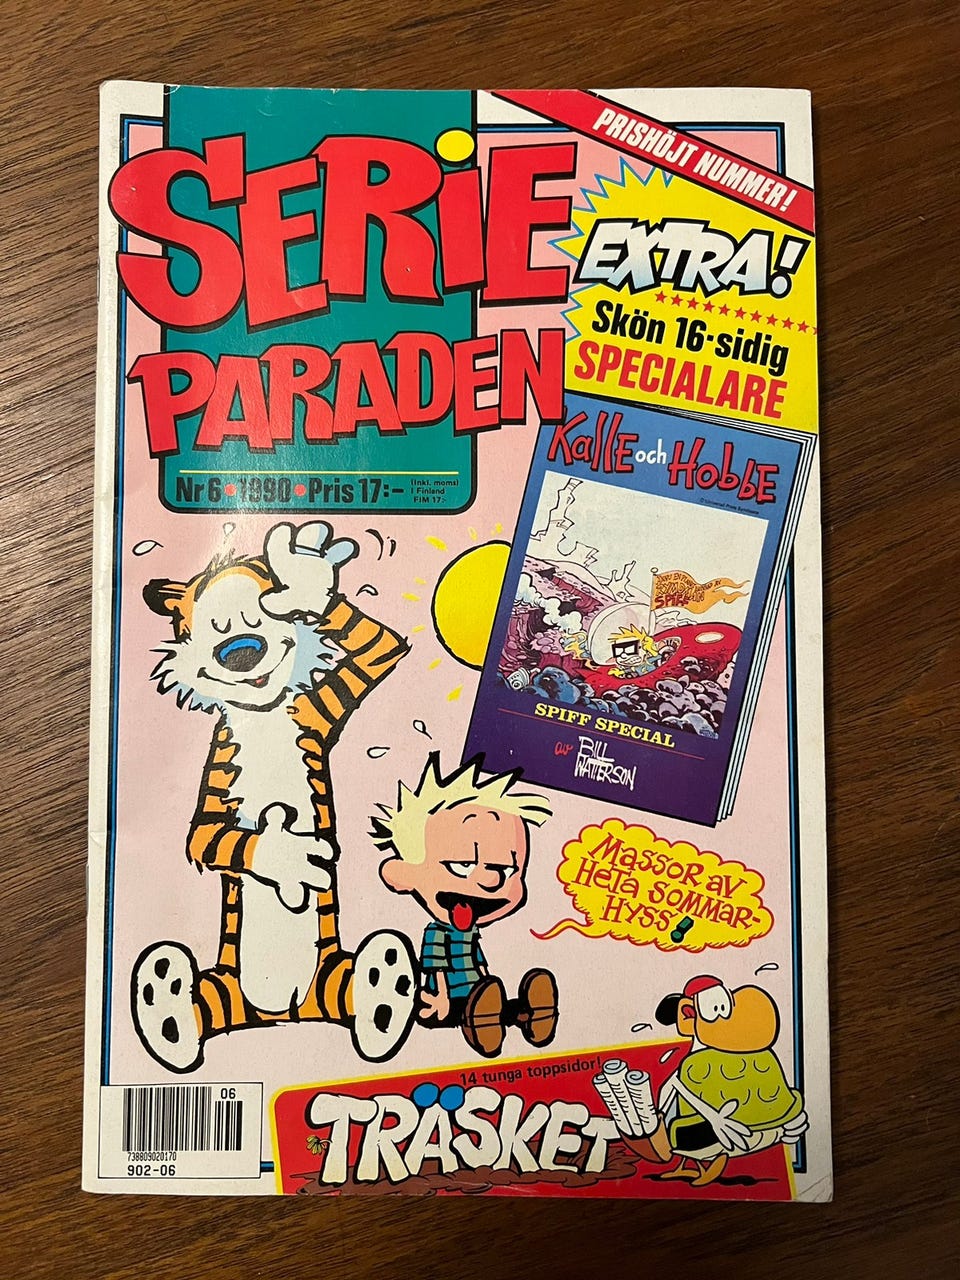 SERIE
PARADEN
Nr 6 • 1990 • Pris 17:–
(Inkl. moms)
I Finland
FIM 17:-
PRISHÖJT NUMMER!
EXTRA!
Skön 16-sidig
SPECIALARE
Kalle och Hobbe
SPIFF SPECIAL
av BILL
WATTERSON
MASSOR AV
HETA SOMMAR-
HYSS!
14 tunga toppsidor!
TRÄSKET
06
738809020170
902-06